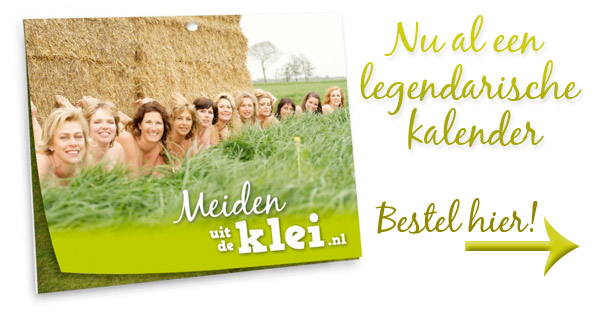 Nu al een
legendarische
kalender
Meiden
uit de klei.nl
Bestel hier!